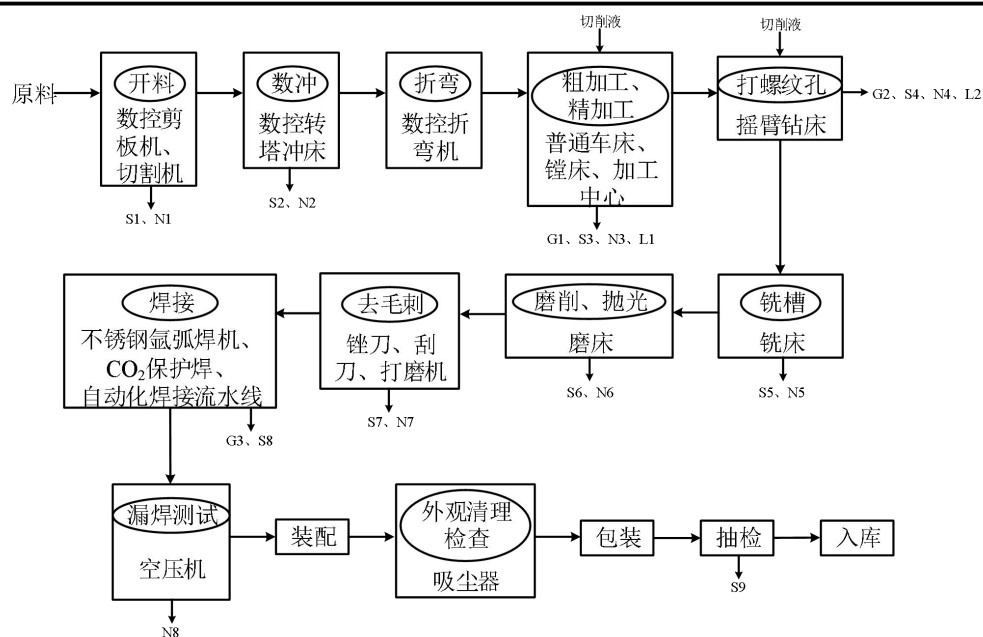 切削液
切削液
原料
开料
数控剪
板机、
切割机
S1、N1
数冲
数控转
塔冲床
S2、N2
折弯
数控折
弯机
粗加工、
精加工
普通车床、
镗床、加工
中心
G1、S3、N3、L1
打螺纹孔
摇臂钻床
G2、S4、N4、L2
铣槽
铣床
S5、N5
磨削、抛光
磨床
S6、N6
去毛刺
锉刀、刮
刀、打磨机
S7、N7
焊接
不锈钢氩弧焊机、
CO₂保护焊、
自动化焊接流水线
G3、S8
漏焊测试
空压机
N8
装配
外观清理
检查
吸尘器
包装
抽检
S9
入库